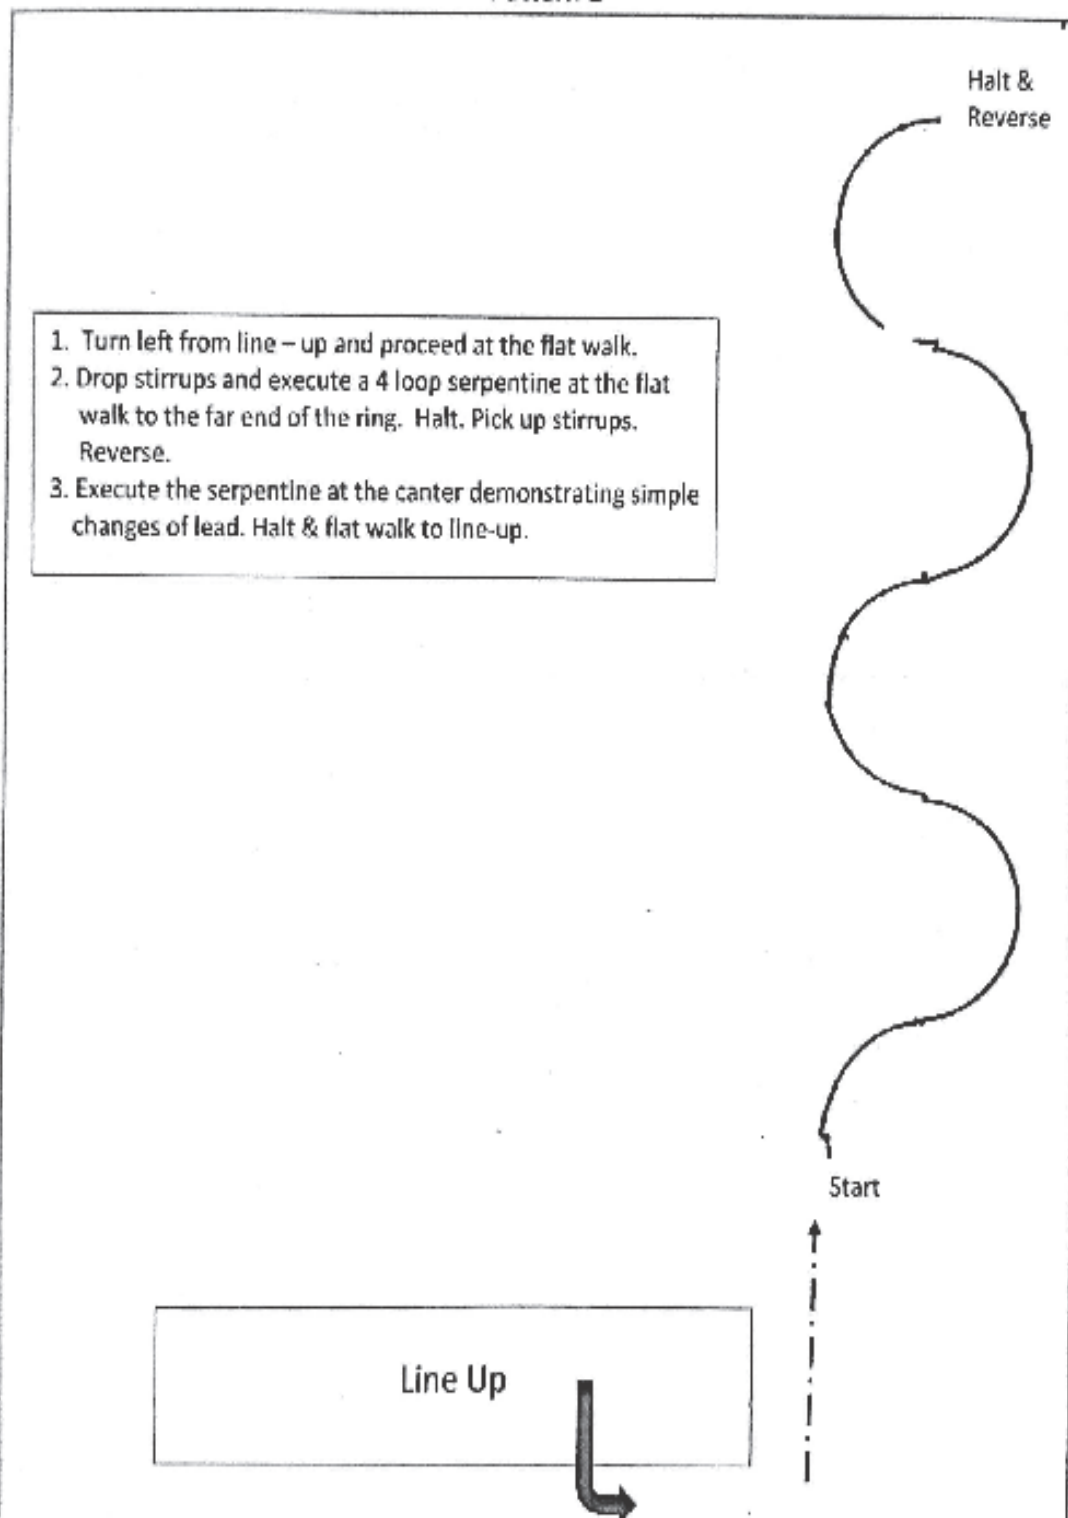 Halt &
Reverse
1. Turn left from line – up and proceed at the flat walk.
2. Drop stirrups and execute a 4 loop serpentine at the flat
walk to the far end of the ring. Halt. Pick up stirrups.
Reverse.
3. Execute the serpentine at the canter demonstrating simple
changes of lead. Halt & flat walk to line-up.
Start
Line Up